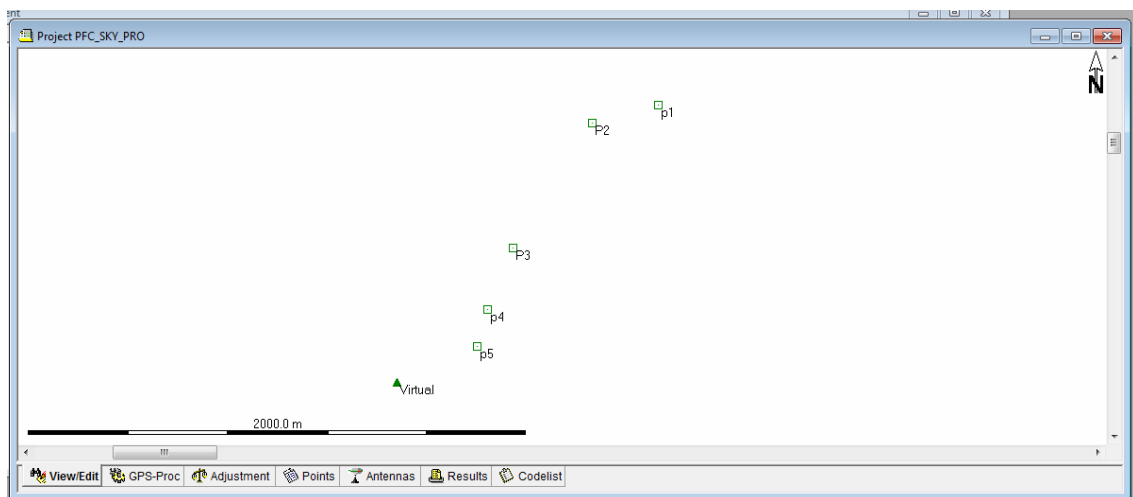 ent
Project PFC_SKY_PRO
N
p1
P2
P3
p4
p5
Virtual
2000.0 m
View/Edit GPS-Proc Adjustment Points Antennas Results Codelist